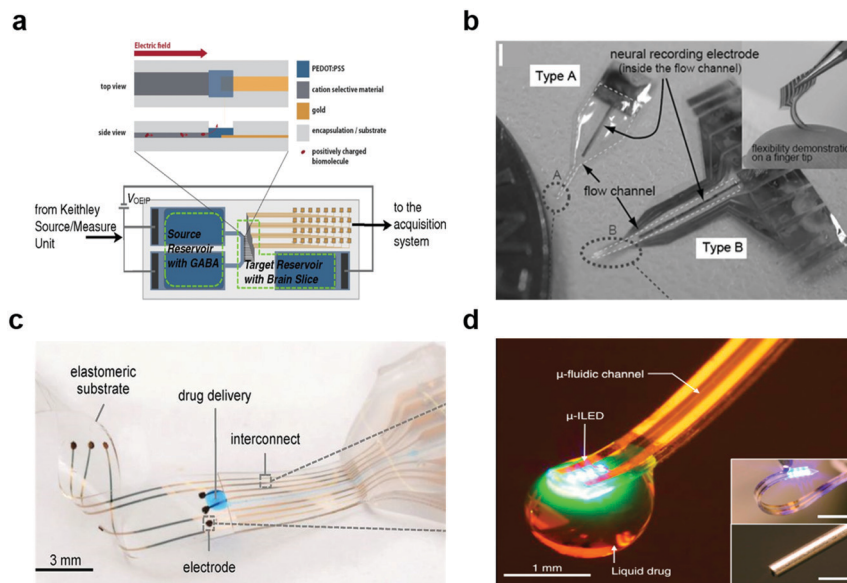 a
Electric field
top view
side view
PEDOT:PSS
cation selective material
gold
encapsulation / substrate
positively charged
biomolecule
VOEIP
from Keithley
Source/Measure
Unit
Source
Reservoir
with GABA
Target Reservoir
with Brain Slice
to the
acquisition
system
b
neural recording electrode
(inside the flow channel)
Type A
flexibility demonstration
on a finger tip
A
flow channel
B
Type B
c
elastomeric
substrate
drug delivery
interconnect
3 mm
electrode
d
μ-fluidic channel
μ-ILED
1 mm
Liquid drug